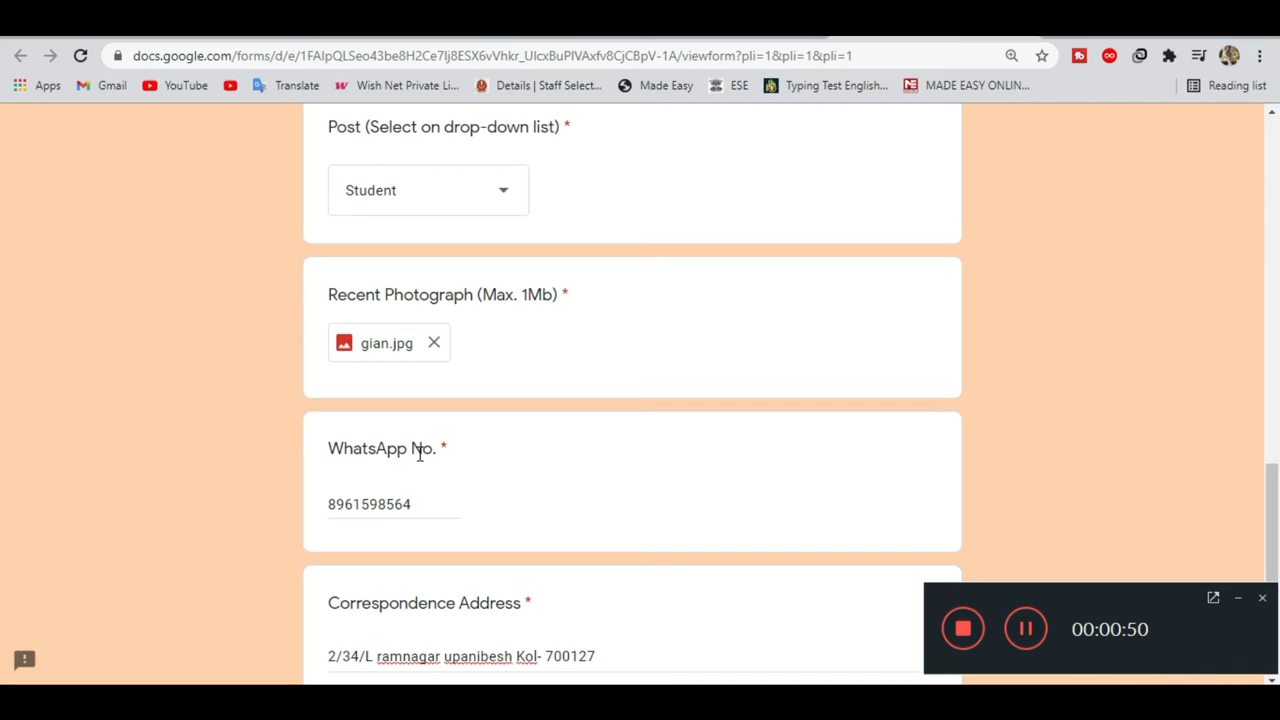 docs.google.com/forms/d/e/1FAIpQLSeo43be8H2Ce7Ij8ESX6vVhkr_UIcxBuPIVAxfv8CjCBpV-1A/viewform?pli=1&pli=1&pli=1
Apps Gmail YouTube Translate Wish Net Private Li... Details | Staff Select... Made Easy ESE Typing Test English... MADE EASY ONLIN... Reading list
Post (Select on drop-down list) *
Student
Recent Photograph (Max. 1Mb) *
gian.jpg
WhatsApp No. *
8961598564
Correspondence Address *
2/34/L ramnagar upanibesh Kol- 700127
00:00:50